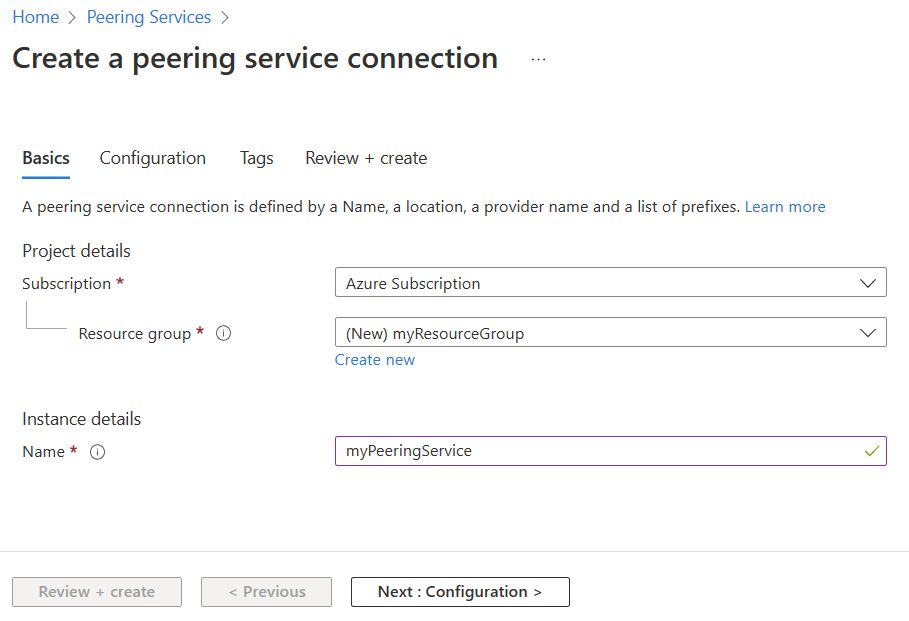 Home > Peering Services >
Create a peering service connection ...
Basics Configuration Tags Review + create
A peering service connection is defined by a Name, a location, a provider name and a list of prefixes. Learn more
Project details
Subscription * Azure Subscription
Resource group * (New) myResourceGroup
Create new
Instance details
Name * myPeeringService
Review + create < Previous Next : Configuration >